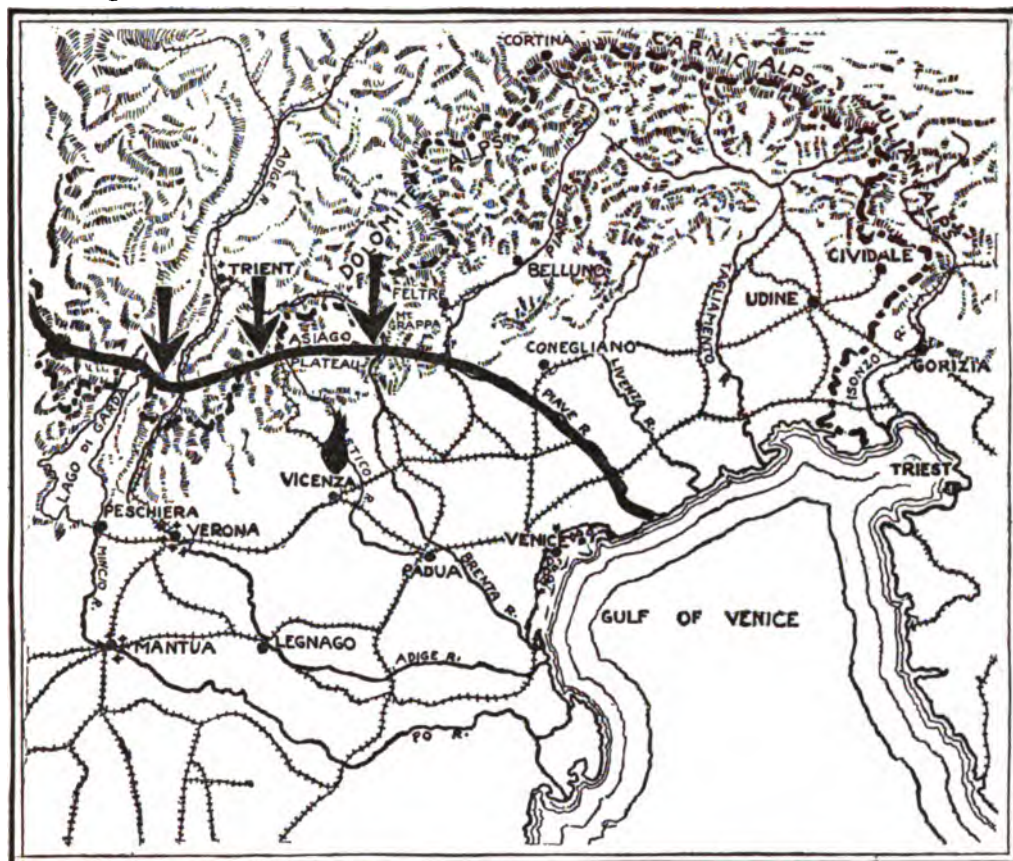 CORTINA
CARNIC ALPS
JULIAN ALPS
ADIGE R.
DOLOMITE ALPS
TRIENT
BELLUNO
CIVIDALE
FELTRE
UDINE
MT.
GRAPPA
TAGLIAMENTO R.
ASIAGO
PLATEAU
CONEGLIANO
LIVENZA R.
ISONZO R.
GORIZIA
PIAVE R.
LAGO DI GARDA
VICENZA
TRIEST
PESCHIERA
VERONA
VENICE
PADUA
BRENTA R.
MINCIO R.
GULF OF VENICE
MANTUA
LEGNAGO
ADIGE R.
PO R.